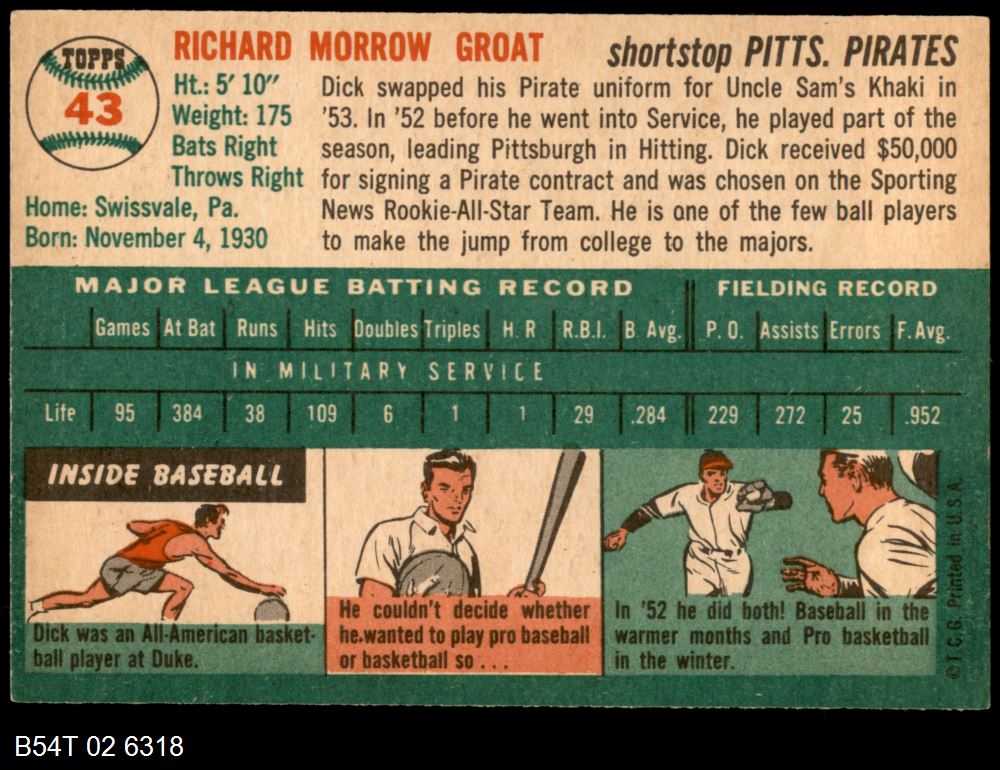 TOPPS
43
RICHARD MORROW GROAT
shortstop PITTS. PIRATES
Ht.: 5' 10"
Weight: 175
Bats Right
Throws Right
Home: Swissvale, Pa.
Born: November 4, 1930
Dick swapped his Pirate uniform for Uncle Sam's Khaki in
'53. In '52 before he went into Service, he played part of the
season, leading Pittsburgh in Hitting. Dick received $50,000
for signing a Pirate contract and was chosen on the Sporting
News Rookie-All-Star Team. He is one of the few ball players
to make the jump from college to the majors.
MAJOR LEAGUE BATTING RECORD FIELDING RECORD
Games At Bat Runs Hits Doubles Triples H. R R.B.I. B. Avg. P. O. Assists Errors F. Avg.
IN MILITARY SERVICE
Life 95 384 38 109 6 1 1 29 .284 229 272 25 .952
INSIDE BASEBALL
Dick was an All-American basket-
ball player at Duke.
He couldn't decide whether
he.wanted to play pro baseball
or basketball so . . .
In '52 he did both! Baseball in the
warmer months and Pro basketball
in the winter.
© T.C.G. Printed in U.S.A.
B54T 02 6318